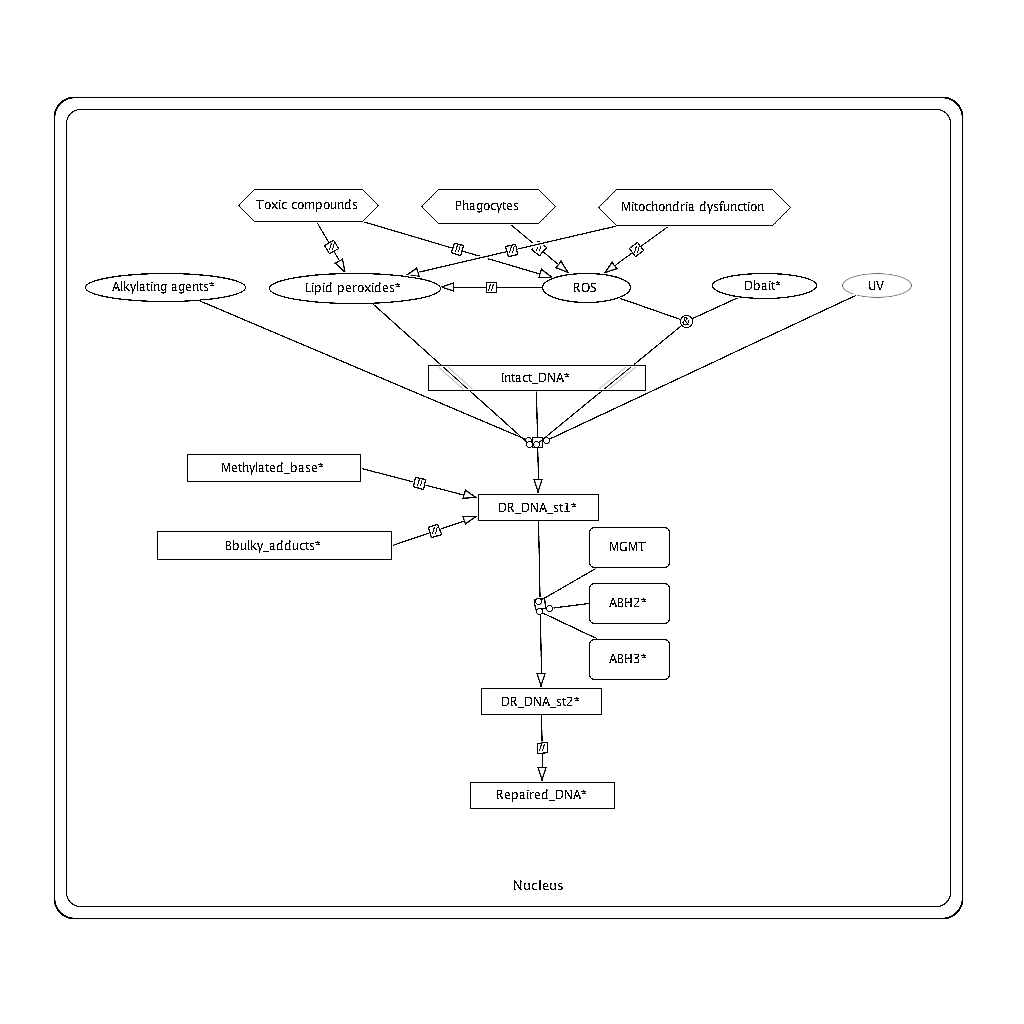 Toxic compounds
Phagocytes
Mitochondria dysfunction
Alkylating agents*
Lipid peroxides*
ROS
Dbait*
UV
&
Intact_DNA*
Methylated_base*
DR_DNA_st1*
Bbulky_adducts*
MGMT
ABH2*
ABH3*
DR_DNA_st2*
Repaired_DNA*
Nucleus